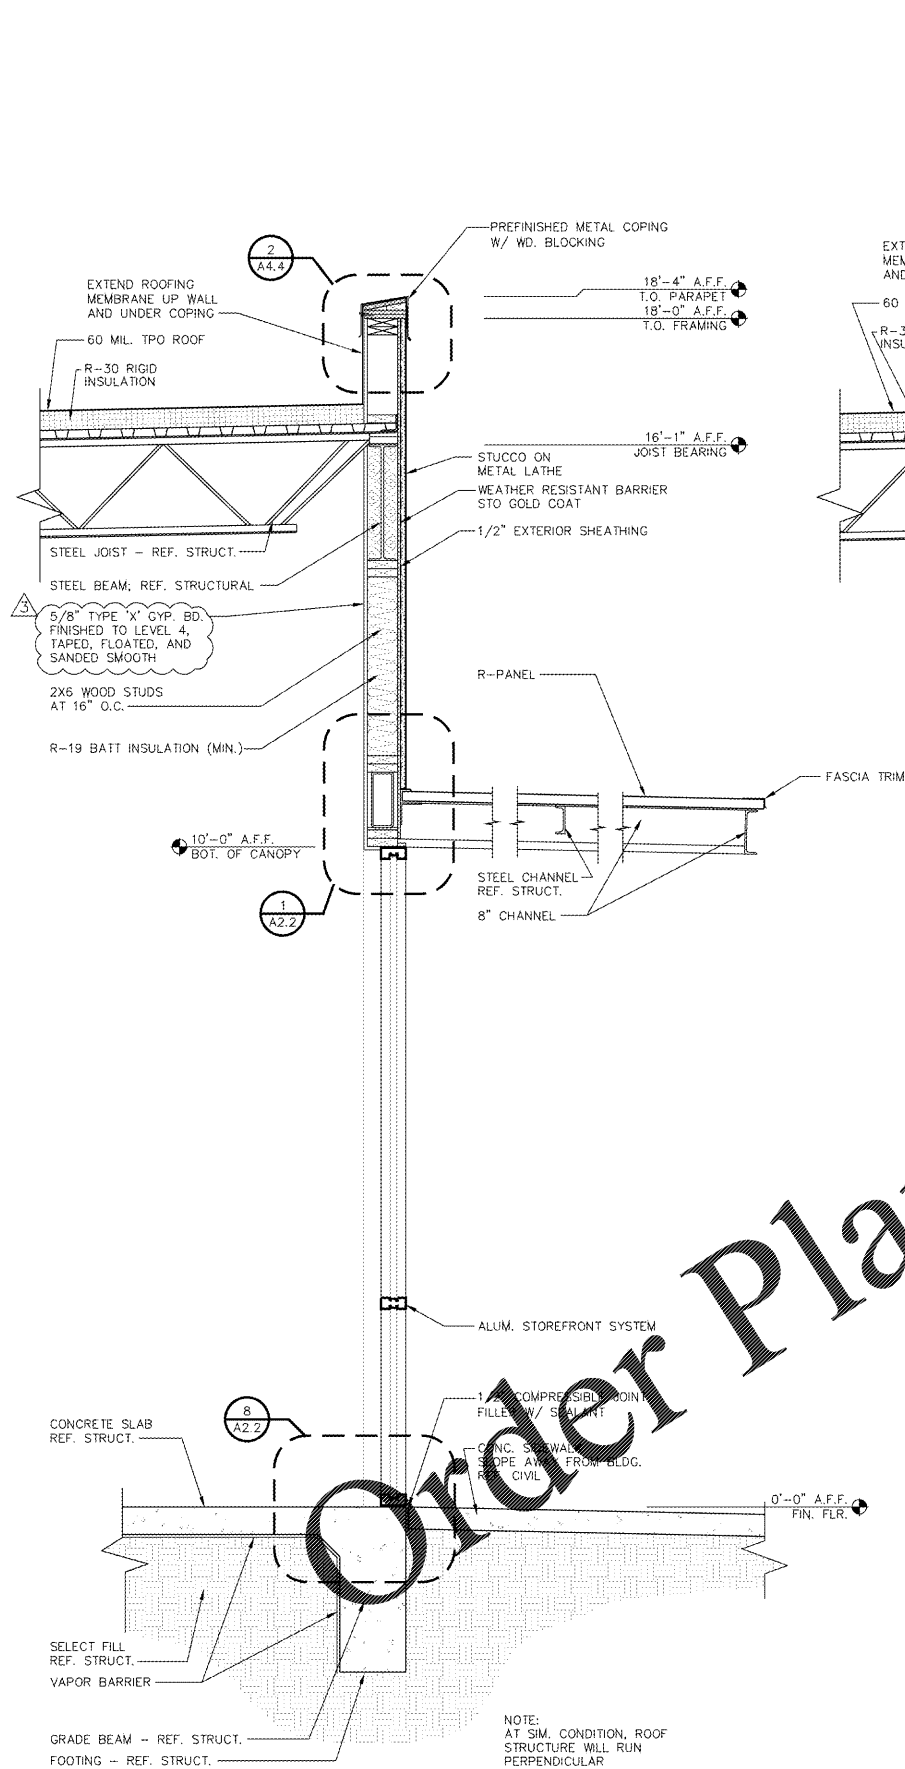 PREFINISHED METAL COPING
W/ WD. BLOCKING
2
A4.4
EXTEND ROOFING
MEMBRANE UP WALL
AND UNDER COPING
18'-4" A.F.F.
T.O. PARAPET
18'-0" A.F.F.
T.O. FRAMING
60 MIL. TPO ROOF
R-30 RIGID
INSULATION
60
16'-1" A.F.F.
JOIST BEARING
STUCCO ON
METAL LATHE
WEATHER RESISTANT BARRIER
STO GOLD COAT
1/2" EXTERIOR SHEATHING
STEEL JOIST - REF. STRUCT.
STEEL BEAM; REF. STRUCTURAL
3
5/8" TYPE 'X' GYP. BD.
FINISHED TO LEVEL 4,
TAPED, FLOATED, AND
SANDED SMOOTH
2X6 WOOD STUDS
AT 16" O.C.
R-PANEL
R-19 BATT INSULATION (MIN.)
FASCIA TRIM
10'-0" A.F.F.
BOT. OF CANOPY
STEEL CHANNEL
REF. STRUCT.
8" CHANNEL
1
A2.2
ALUM. STOREFRONT SYSTEM
1/2" COMPRESSIBLE JOINT
FILLER W/ SEALANT
8
A2.2
CONCRETE SLAB
REF. STRUCT.
CONC. SIDEWALK
SLOPE AWAY FROM BLDG.
REF. CIVIL
0'-0" A.F.F.
FIN. FLR.
SELECT FILL
REF. STRUCT.
VAPOR BARRIER
GRADE BEAM - REF. STRUCT.
FOOTING - REF. STRUCT.
NOTE:
AT SIM. CONDITION, ROOF
STRUCTURE WILL RUN
PERPENDICULAR
Order Pla